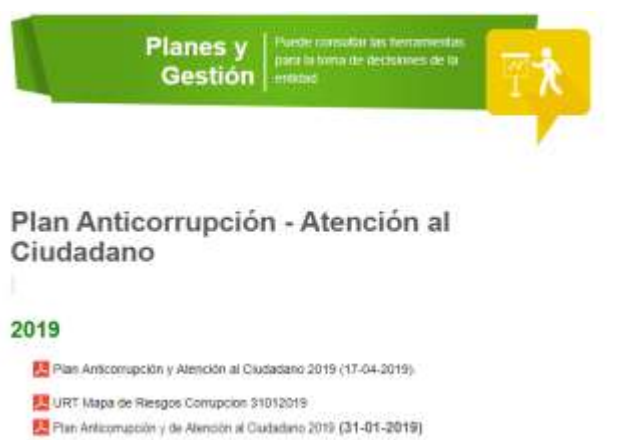 Planes y
Gestión
Puede consultar las herramientas
para la toma de decisiones de la
entidad
Plan Anticorrupción - Atención al
Ciudadano
2019
Plan Anticorrupción y Atención al Ciudadano 2019 (17-04-2019).
URT Mapa de Riesgos Corrupcion 31012019
Plan Anticorrupción y de Atención al Ciudadano 2019 (31-01-2019)